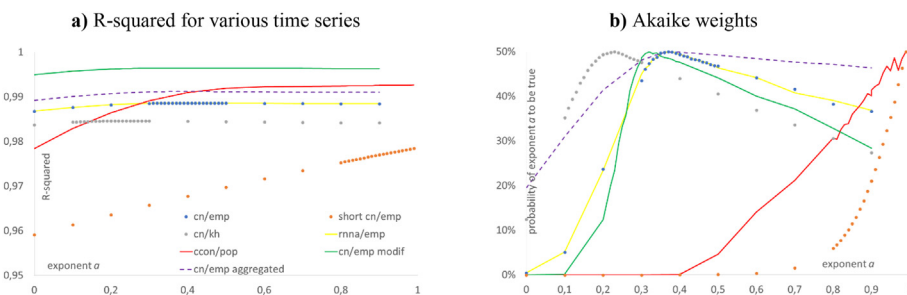 a) R-squared for various time series
1
0,99
0,98
0,97
0,96
0,95
R-squared
exponent a
0
0,2
0,4
0,6
0,8
1
cn/emp
short cn/emp
cn/kh
rnna/emp
ccon/pop
cn/emp modif
cn/emp aggregated
b) Akaike weights
50%
40%
30%
20%
10%
0%
probability of exponent a to be true
exponent a
0
0,1
0,2
0,3
0,4
0,5
0,6
0,7
0,8
0,9